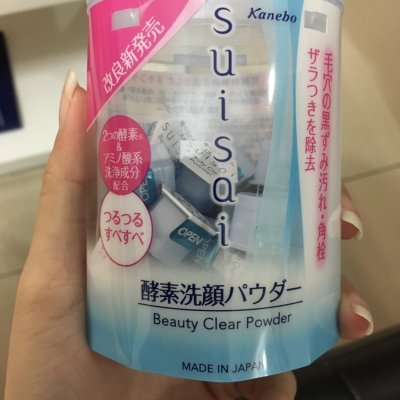 Kanebo
suisai
改良新発売
毛穴の黒ずみ汚れ・角栓
ザラつきを除去
2つの酵素
&
アミノ酸系
洗浄成分
配合
つるつる
すべすべ
OPEN
OPEN
酵素洗顔パウダー
Beauty Clear Powder
MADE IN JAPAN